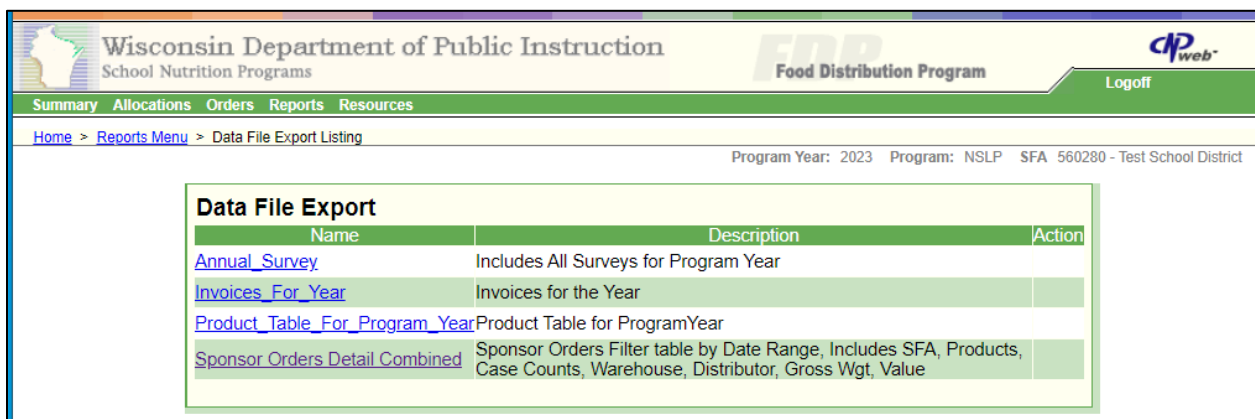 Wisconsin Department of Public Instruction
School Nutrition Programs
FDP
Food Distribution Program
CNPweb
Logoff
Summary Allocations Orders Reports Resources
Home > Reports Menu > Data File Export Listing
Program Year: 2023 Program: NSLP SFA 560280 - Test School District
Data File Export
Name Description Action
Annual_Survey Includes All Surveys for Program Year
Invoices_For_Year Invoices for the Year
Product_Table_For_Program_Year Product Table for ProgramYear
Sponsor Orders Detail Combined Sponsor Orders Filter table by Date Range, Includes SFA, Products,
Case Counts, Warehouse, Distributor, Gross Wgt, Value